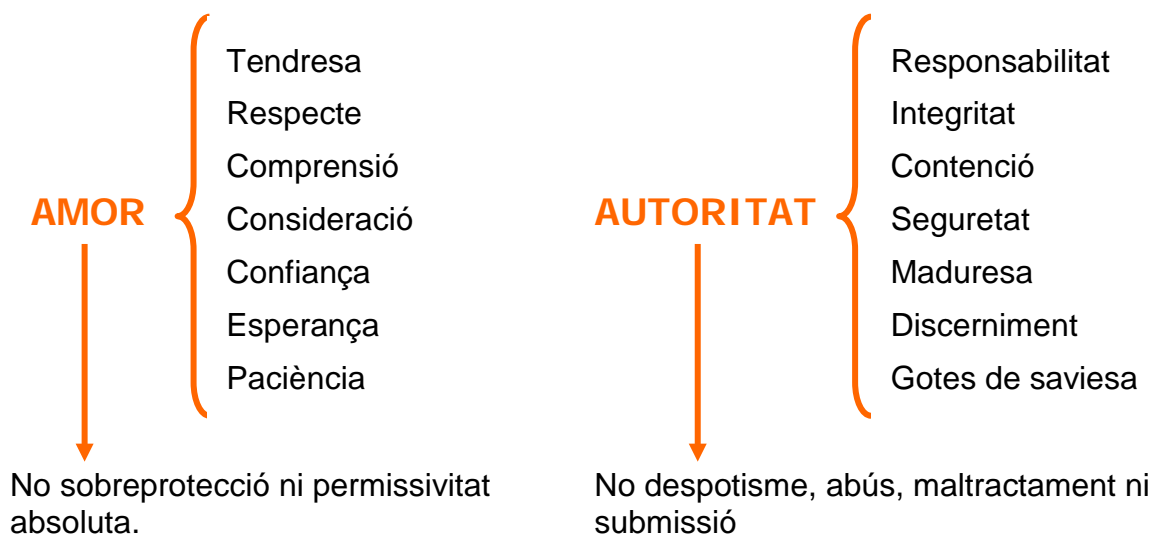 AMOR
Tendresa
Respecte
Comprensió
Consideració
Confiança
Esperança
Paciència
No sobreprotecció ni permissivitat
absoluta.
AUTORITAT
Responsabilitat
Integritat
Contenció
Seguretat
Maduresa
Discerniment
Gotes de saviesa
No despotisme, abús, maltractament ni
submissió